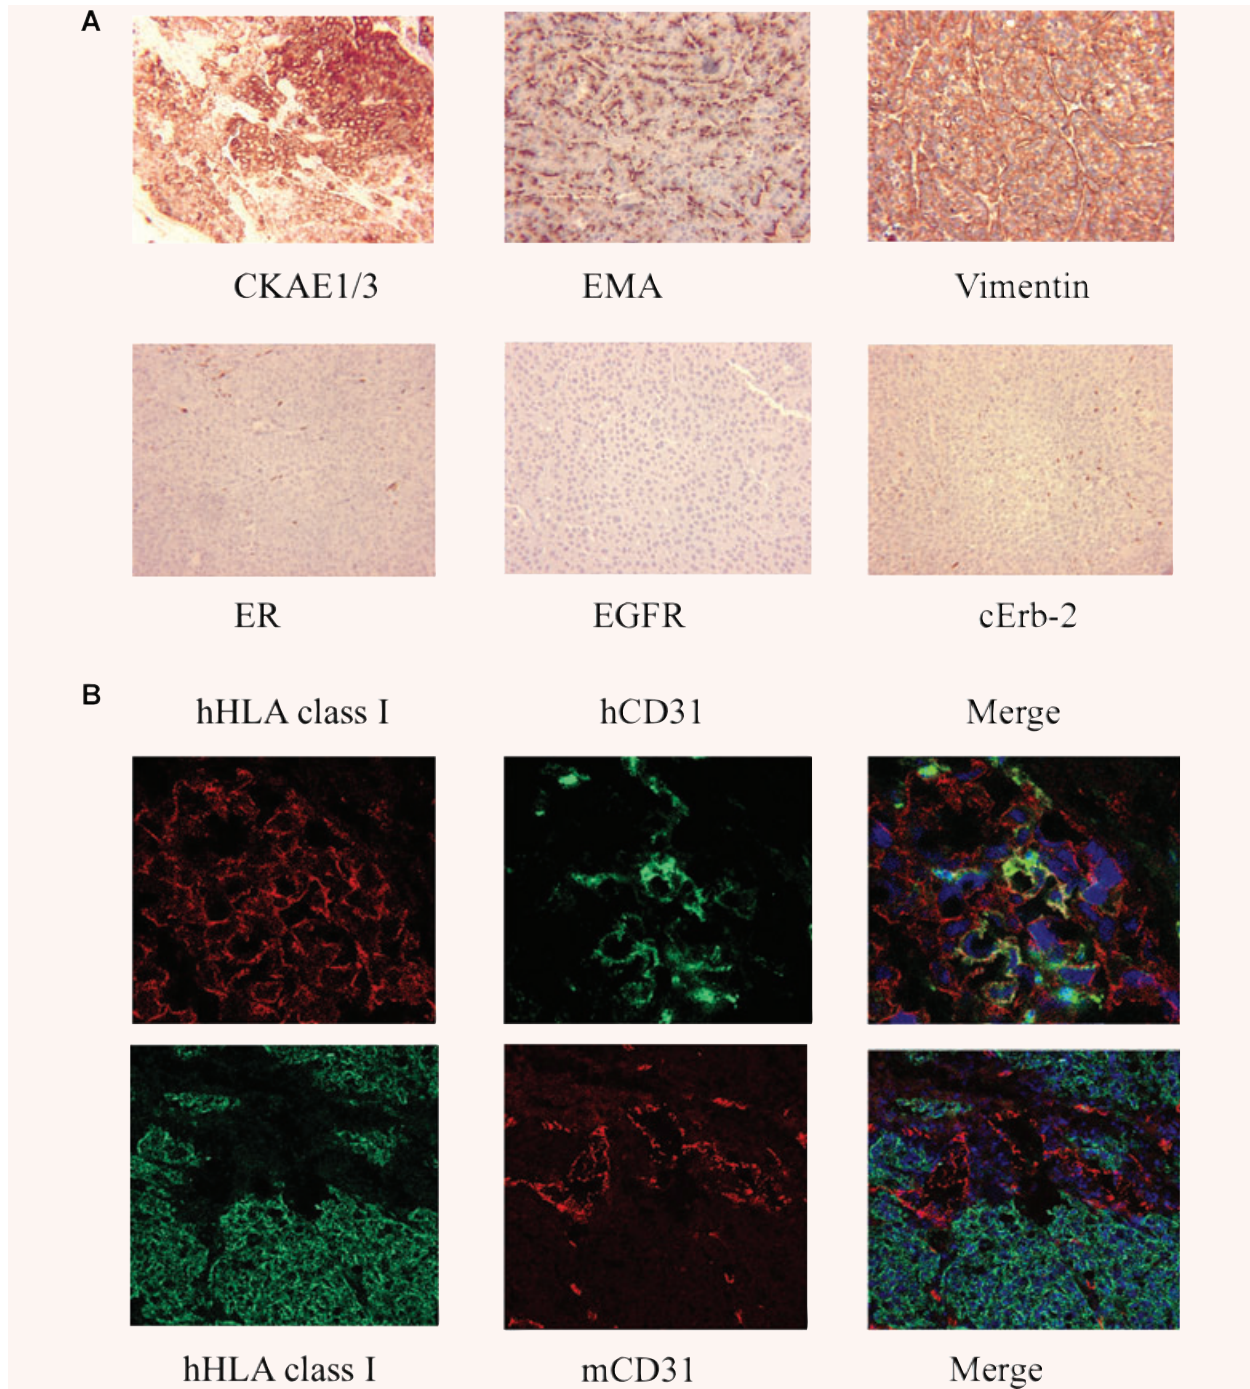 A
CKAE1/3 EMA Vimentin
ER EGFR cErb-2
B
hHLA class I hCD31 Merge
hHLA class I mCD31 Merge